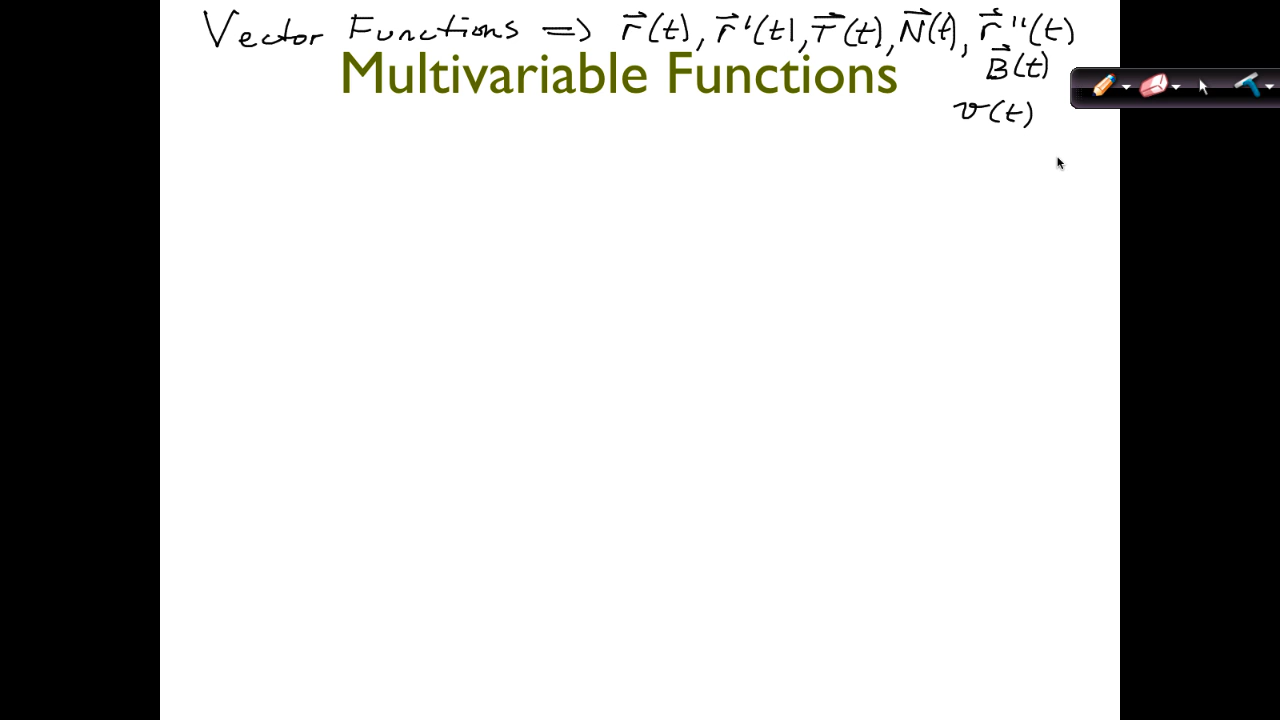 Vector Functions ⇒ r⃗(t), r⃗'(t), T⃗(t), N⃗(t), r⃗''(t)
Multivariable Functions
B⃗(t)
v(t)